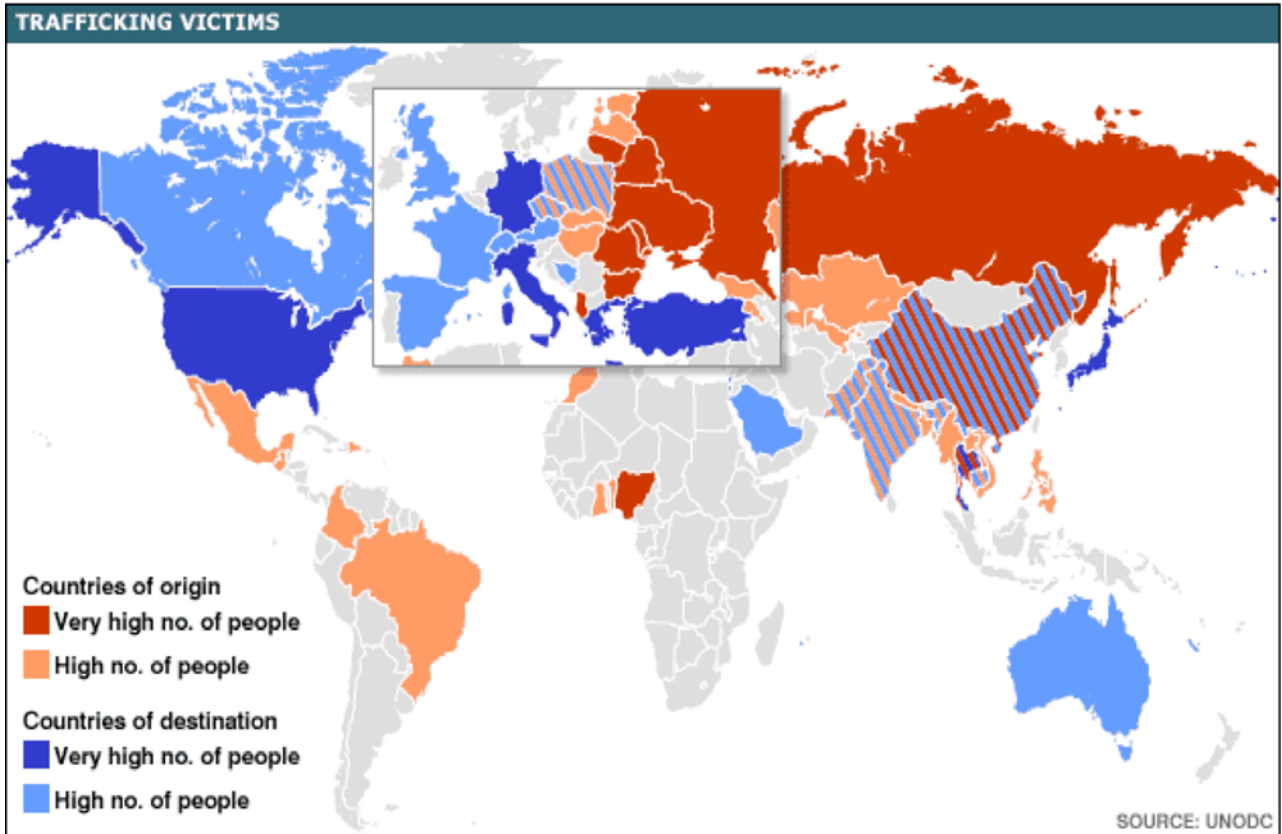 TRAFFICKING VICTIMS
Countries of origin
Very high no. of people
High no. of people
Countries of destination
Very high no. of people
High no. of people
SOURCE: UNODC